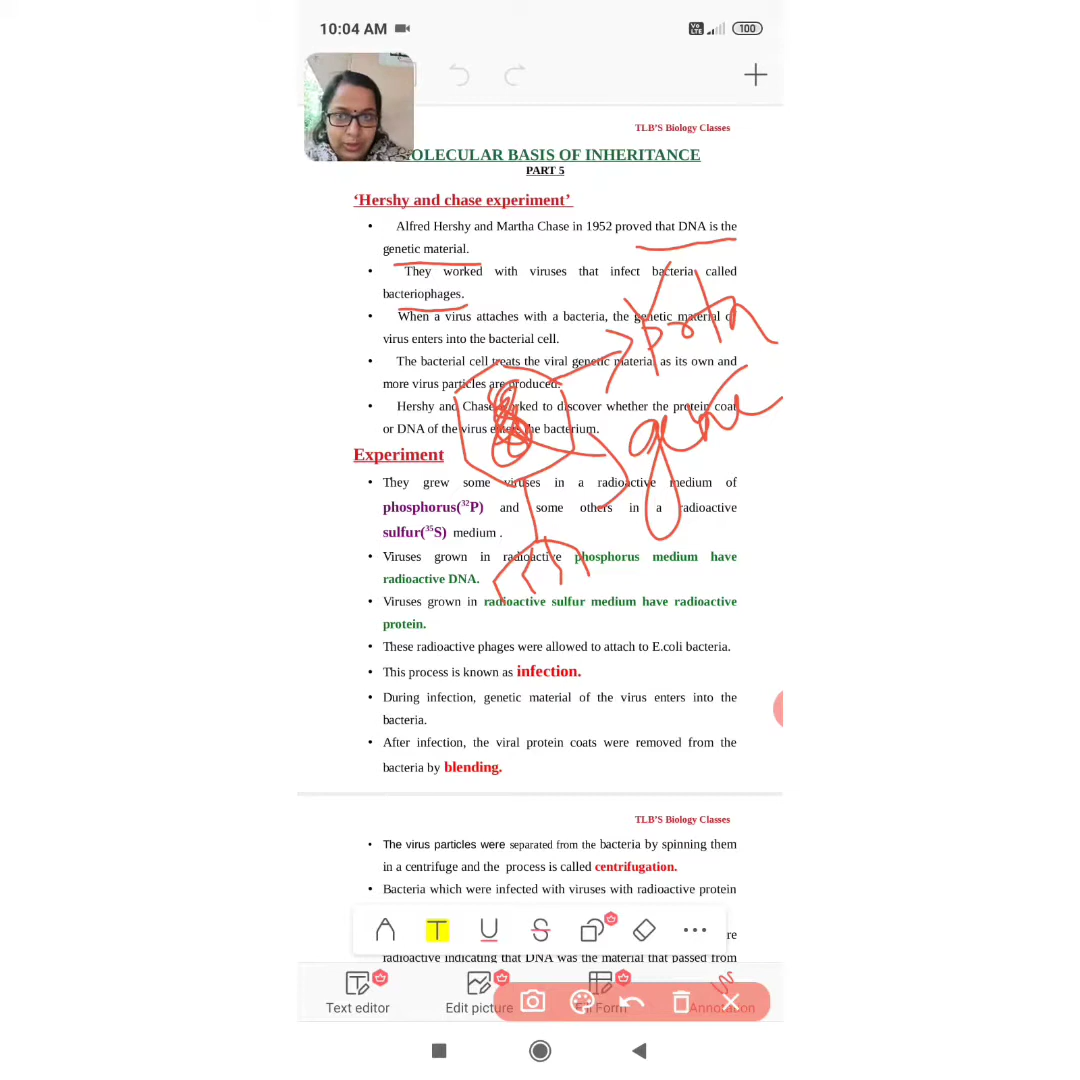 10:04 AM
Vo LTE
100
TLB'S Biology Classes
OLECULAR BASIS OF INHERITANCE
PART 5
‘Hershy and chase experiment’
• Alfred Hershy and Martha Chase in 1952 proved that DNA is the
genetic material.
• They worked with viruses that infect bacteria called
bacteriophages.
• When a virus attaches with a bacteria, the genetic material of
virus enters into the bacterial cell.
• The bacterial cell treats the viral genetic material as its own and
more virus particles are produced.
• Hershy and Chase worked to discover whether the protein coat
or DNA of the virus enters the bacterium.
Experiment
• They grew some viruses in a radioactive medium of
phosphorus(32P) and some others in a radioactive
sulfur(35S) medium .
• Viruses grown in radioactive phosphorus medium have
radioactive DNA.
• Viruses grown in radioactive sulfur medium have radioactive
protein.
• These radioactive phages were allowed to attach to E.coli bacteria.
• This process is known as infection.
• During infection, genetic material of the virus enters into the
bacteria.
• After infection, the viral protein coats were removed from the
bacteria by blending.
TLB'S Biology Classes
• The virus particles were separated from the bacteria by spinning them
in a centrifuge and the process is called centrifugation.
• Bacteria which were infected with viruses with radioactive protein
re
radioactive indicating that DNA was the material that passed from
Text editor
Edit picture
Fill Form
Annotation